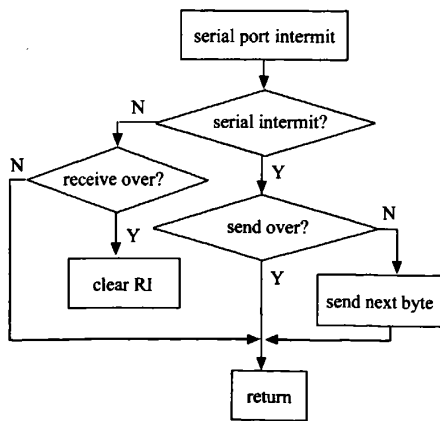 serial port intermit
N
serial intermit?
N
receive over?
Y
Y
send over?
N
Y
clear RI
send next byte
return